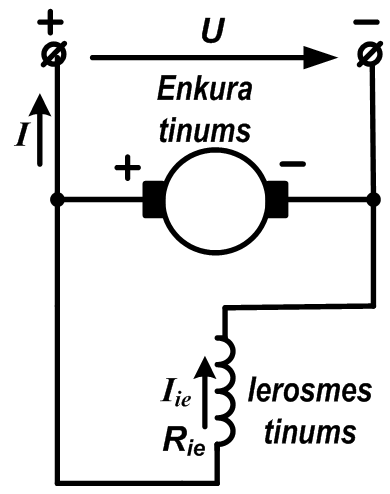 + −
U
Enkura
tinums
I
+ −
Iie
Rie
Ierosmes
tinums